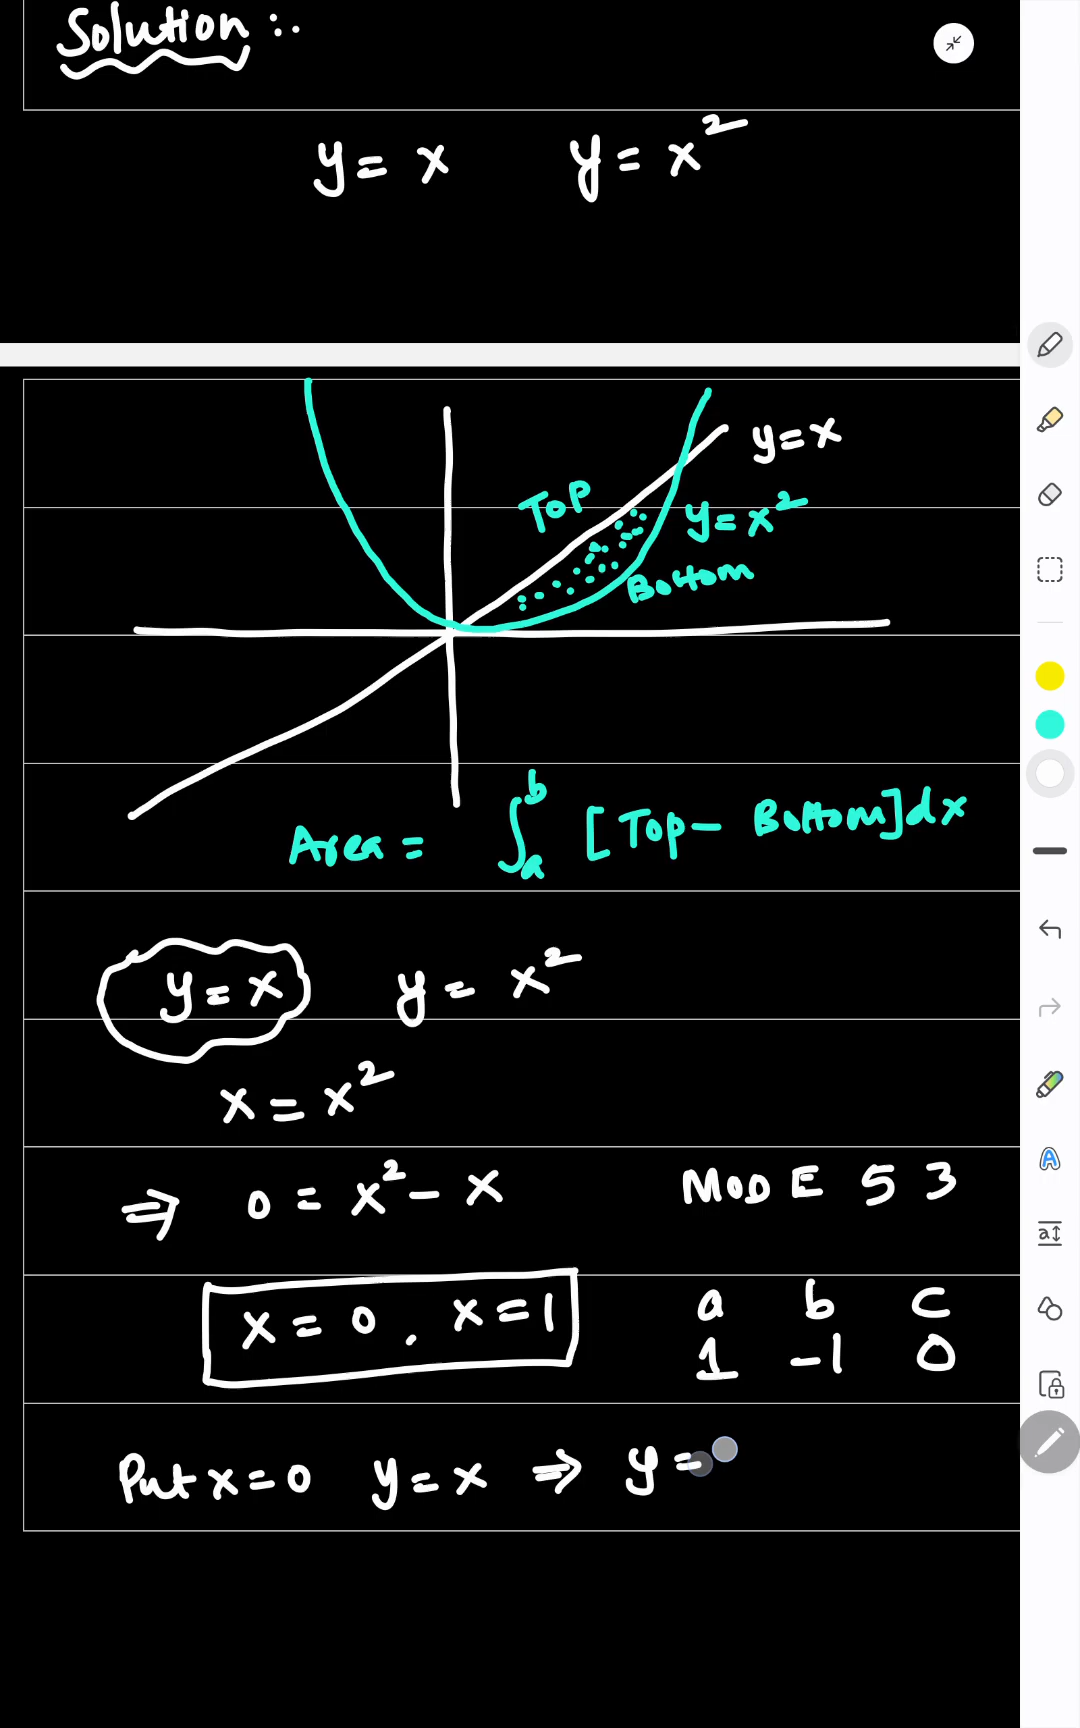 Solution :-
y = x   y = x²
y = x
Top
y = x²
Bottom
Area = ∫ₐᵇ [Top - Bottom] dx
y = x   y = x²
x = x²
⇒ 0 = x² - x   MODE 5 3
x = 0 , x = 1   a b c
1 -1 0
Put x = 0   y = x ⇒ y =